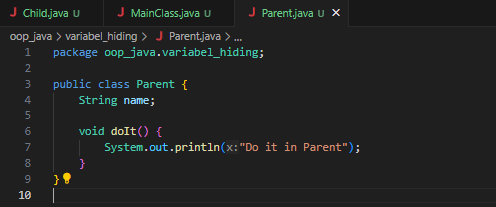 Child.java U MainClass.java U Parent.java U
oop_java > variabel_hiding > Parent.java > ...
1 package oop_java.variabel_hiding;
2
3 public class Parent {
4 String name;
5
6 void doIt() {
7 System.out.println(x:"Do it in Parent");
8 }
9 }
10